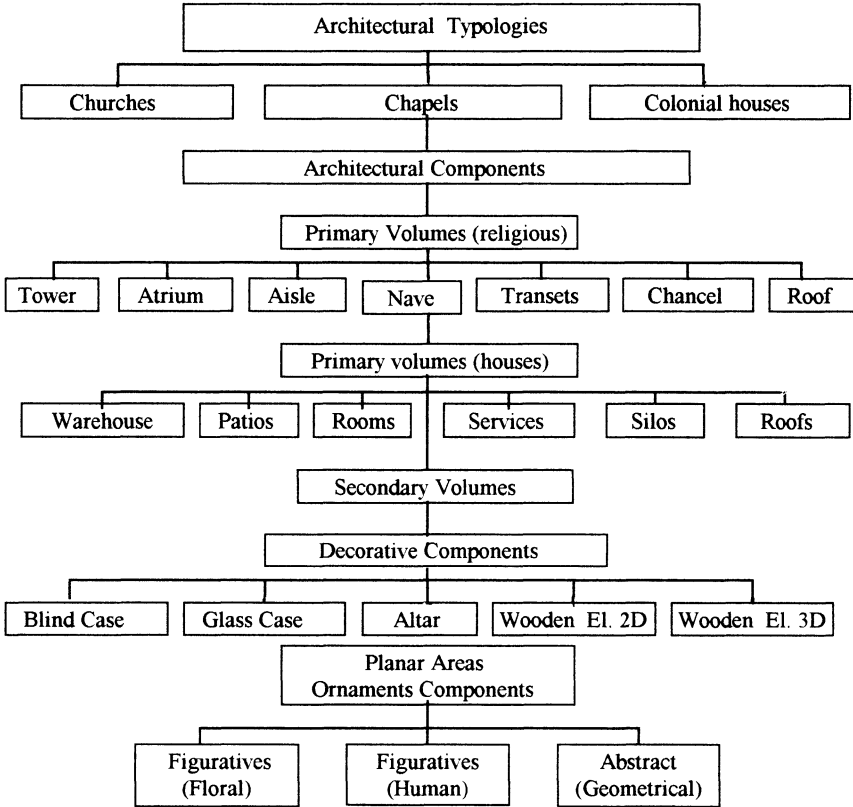 Architectural Typologies
Churches
Chapels
Colonial houses
Architectural Components
Primary Volumes (religious)
Tower
Atrium
Aisle
Nave
Transets
Chancel
Roof
Primary volumes (houses)
Warehouse
Patios
Rooms
Services
Silos
Roofs
Secondary Volumes
Decorative Components
Blind Case
Glass Case
Altar
Wooden El. 2D
Wooden El. 3D
Planar Areas
Ornaments Components
Figuratives
(Floral)
Figuratives
(Human)
Abstract
(Geometrical)